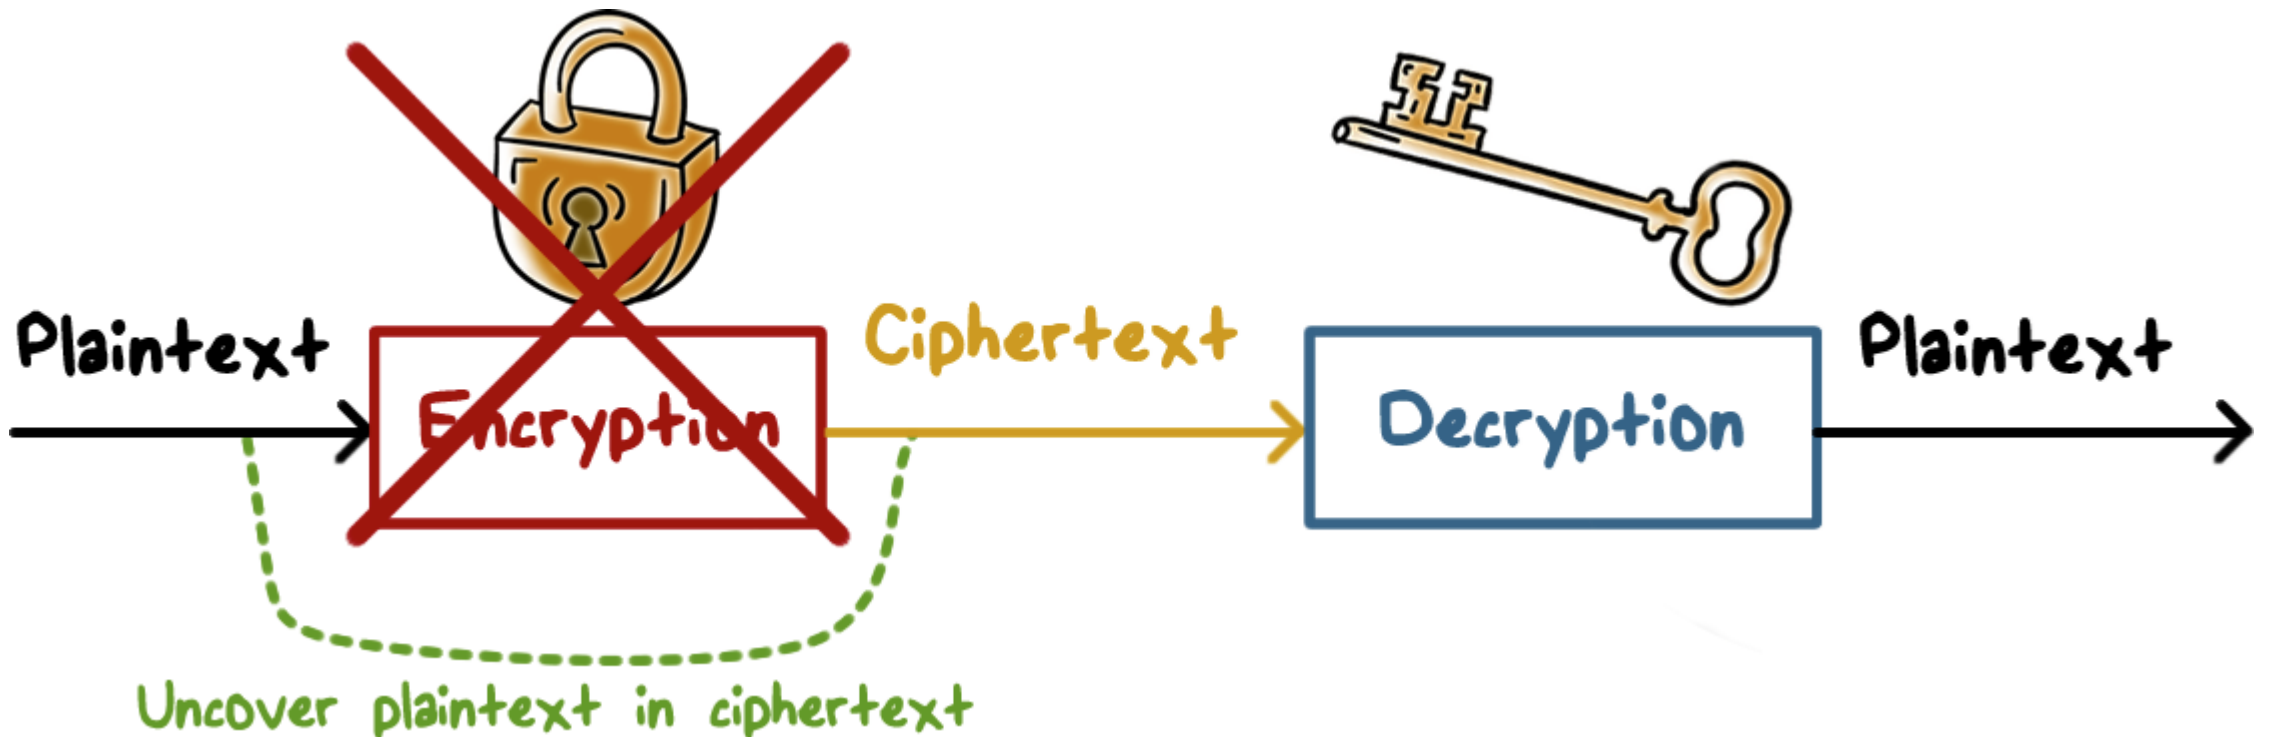 Plaintext
Encryption
Ciphertext
Decryption
Plaintext
Uncover plaintext in ciphertext